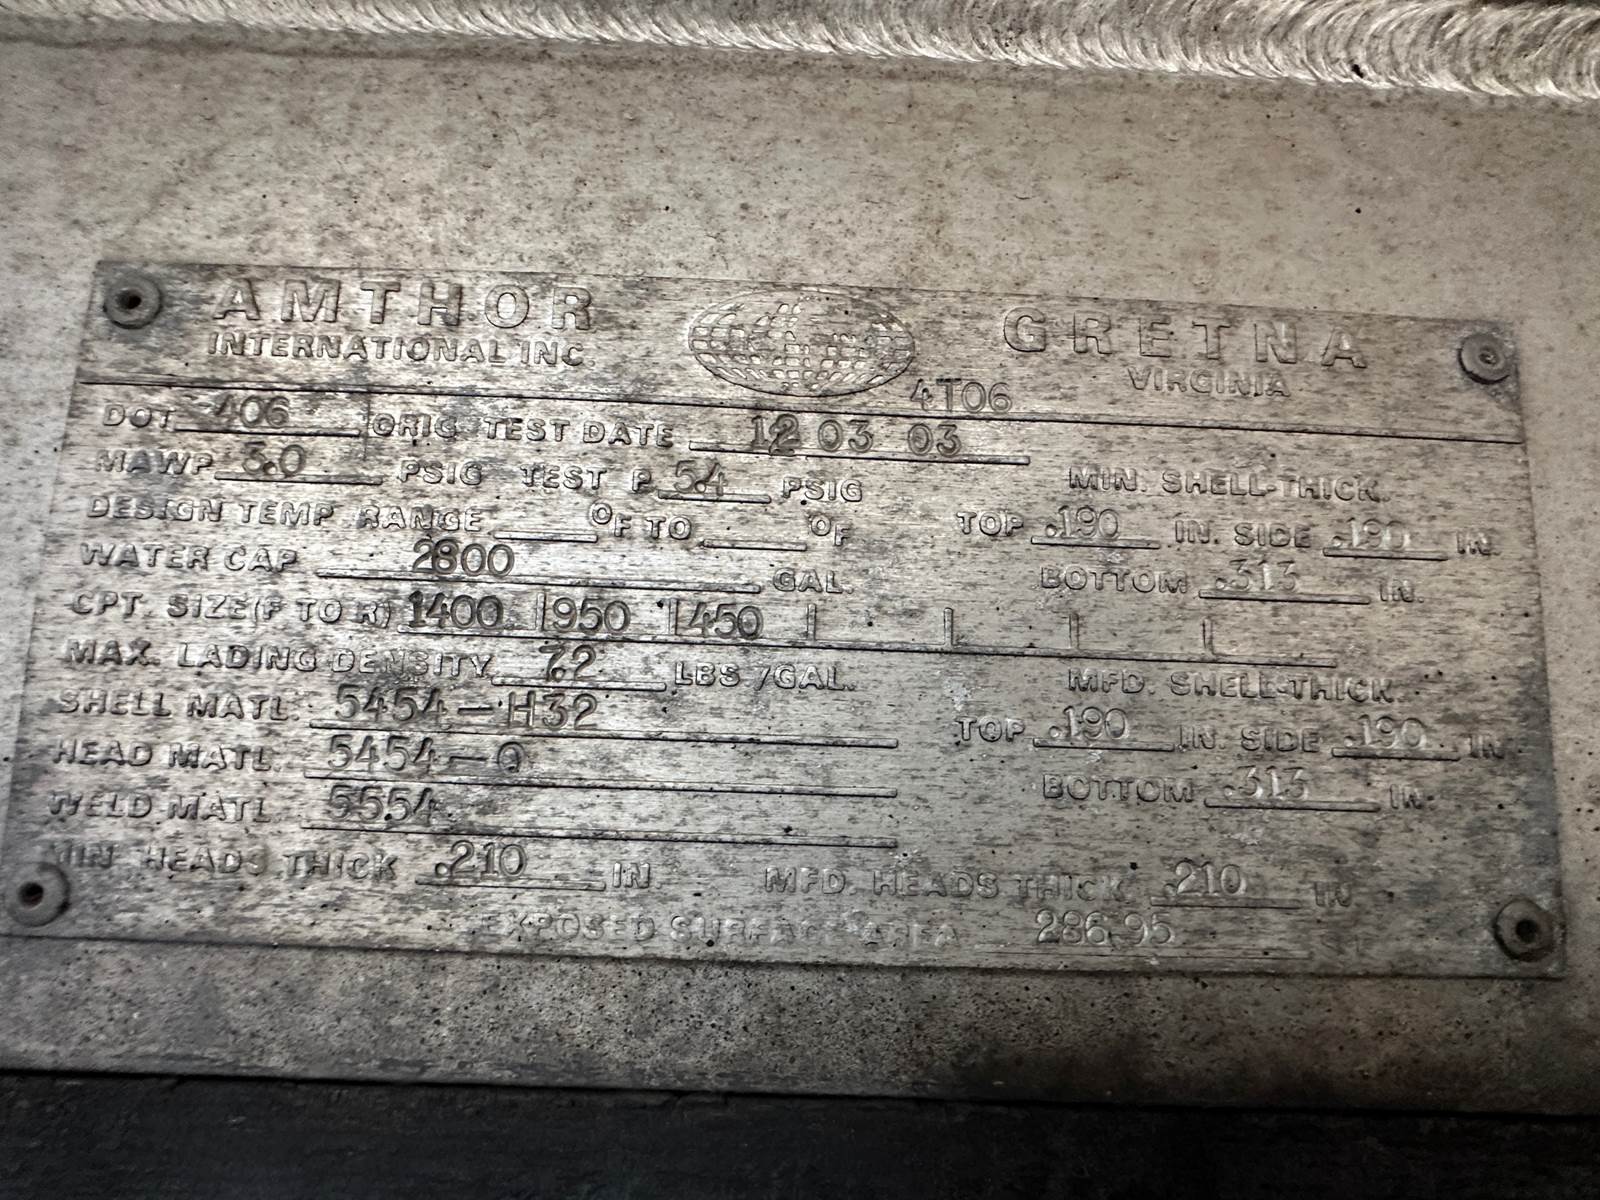 AMTHOR GRETNA
INTERNATIONAL INC. VIRGINIA
4T06
DOT 406 ORIG TEST DATE 12 03 03
MAWP 3.0 PSIG TEST P. 5.4 PSIG MIN. SHELL-THICK.
DESIGN TEMP RANGE °F TO °F TOP .190 IN. SIDE .190 IN.
WATER CAP 2800 GAL. BOTTOM .313 IN.
CPT. SIZE(F TO R) 1400 | 950 | 450 | | | |
MAX. LADING DENSITY 7.2 LBS /GAL. MFD. SHELL-THICK.
SHELL MATL. 5454-H32 TOP .190 IN. SIDE .190 IN
HEAD MATL. 5454-O BOTTOM .313 IN.
WELD MATL. 5554
MIN. HEADS THICK .210 IN. MFD. HEADS THICK .210 IN.
EXPOSED SURFACE AREA 286.95